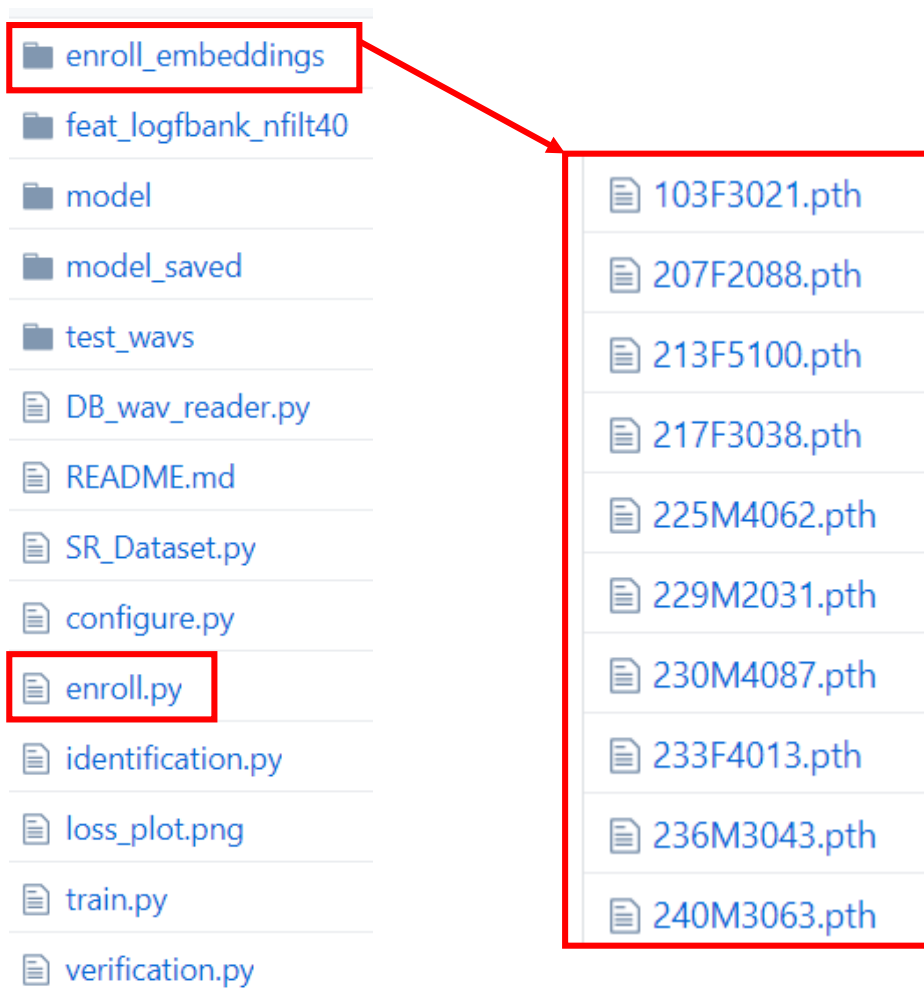 enroll_embeddings
feat_logfbank_nfilt40
model
model_saved
test_wavs
DB_wav_reader.py
README.md
SR_Dataset.py
configure.py
enroll.py
identification.py
loss_plot.png
train.py
verification.py
103F3021.pth
207F2088.pth
213F5100.pth
217F3038.pth
225M4062.pth
229M2031.pth
230M4087.pth
233F4013.pth
236M3043.pth
240M3063.pth